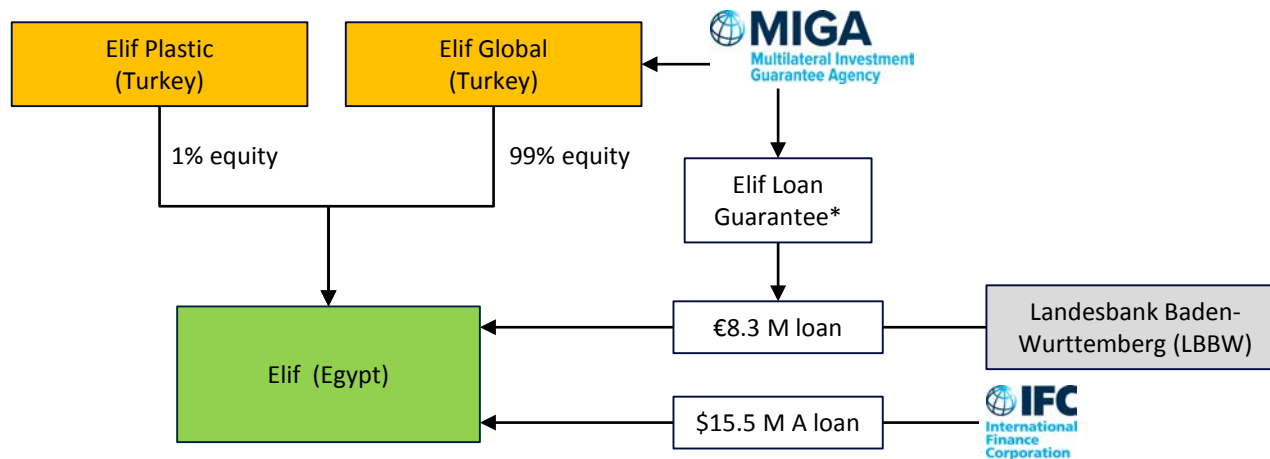 Elif Plastic
(Turkey)
Elif Global
(Turkey)
MIGA
Multilateral Investment
Guarantee Agency
1% equity
99% equity
Elif Loan
Guarantee*
Elif (Egypt)
€8.3 M loan
Landesbank Baden-
Wurttemberg (LBBW)
$15.5 M A loan
IFC
International
Finance
Corporation